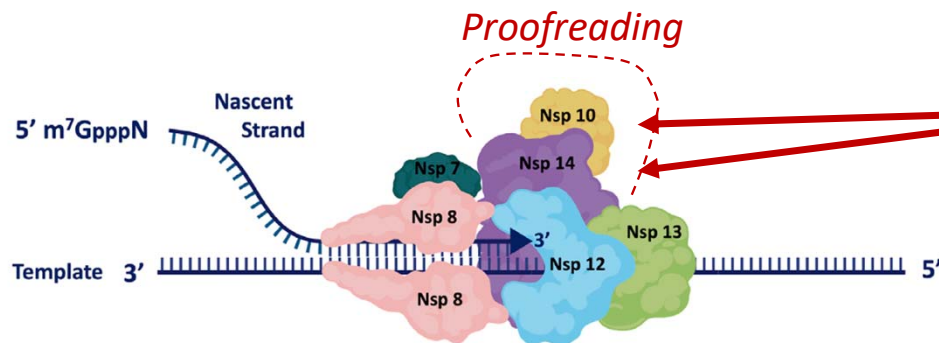 Proofreading
Nascent
Strand
5’ m⁷GpppN
Nsp 10
Nsp 14
Nsp 7
Nsp 8
3’
Nsp 13
Nsp 12
Template 3’
5’
Nsp 8